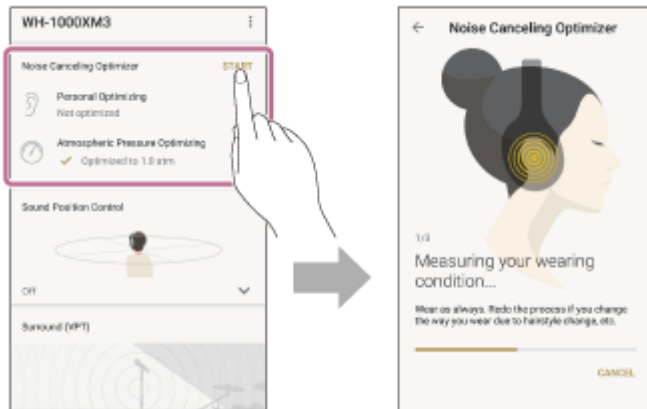 WH-1000XM3
Noise Canceling Optimizer START
Personal Optimizing
Not optimized
Atmospheric Pressure Optimizing
Optimized to 1.0 atm
Sound Position Control
Off
Surround (VPT)
Noise Canceling Optimizer
1/3
Measuring your wearing
condition...
Wear as always. Redo the process if you change
the way you wear due to hairstyle change, etc.
CANCEL